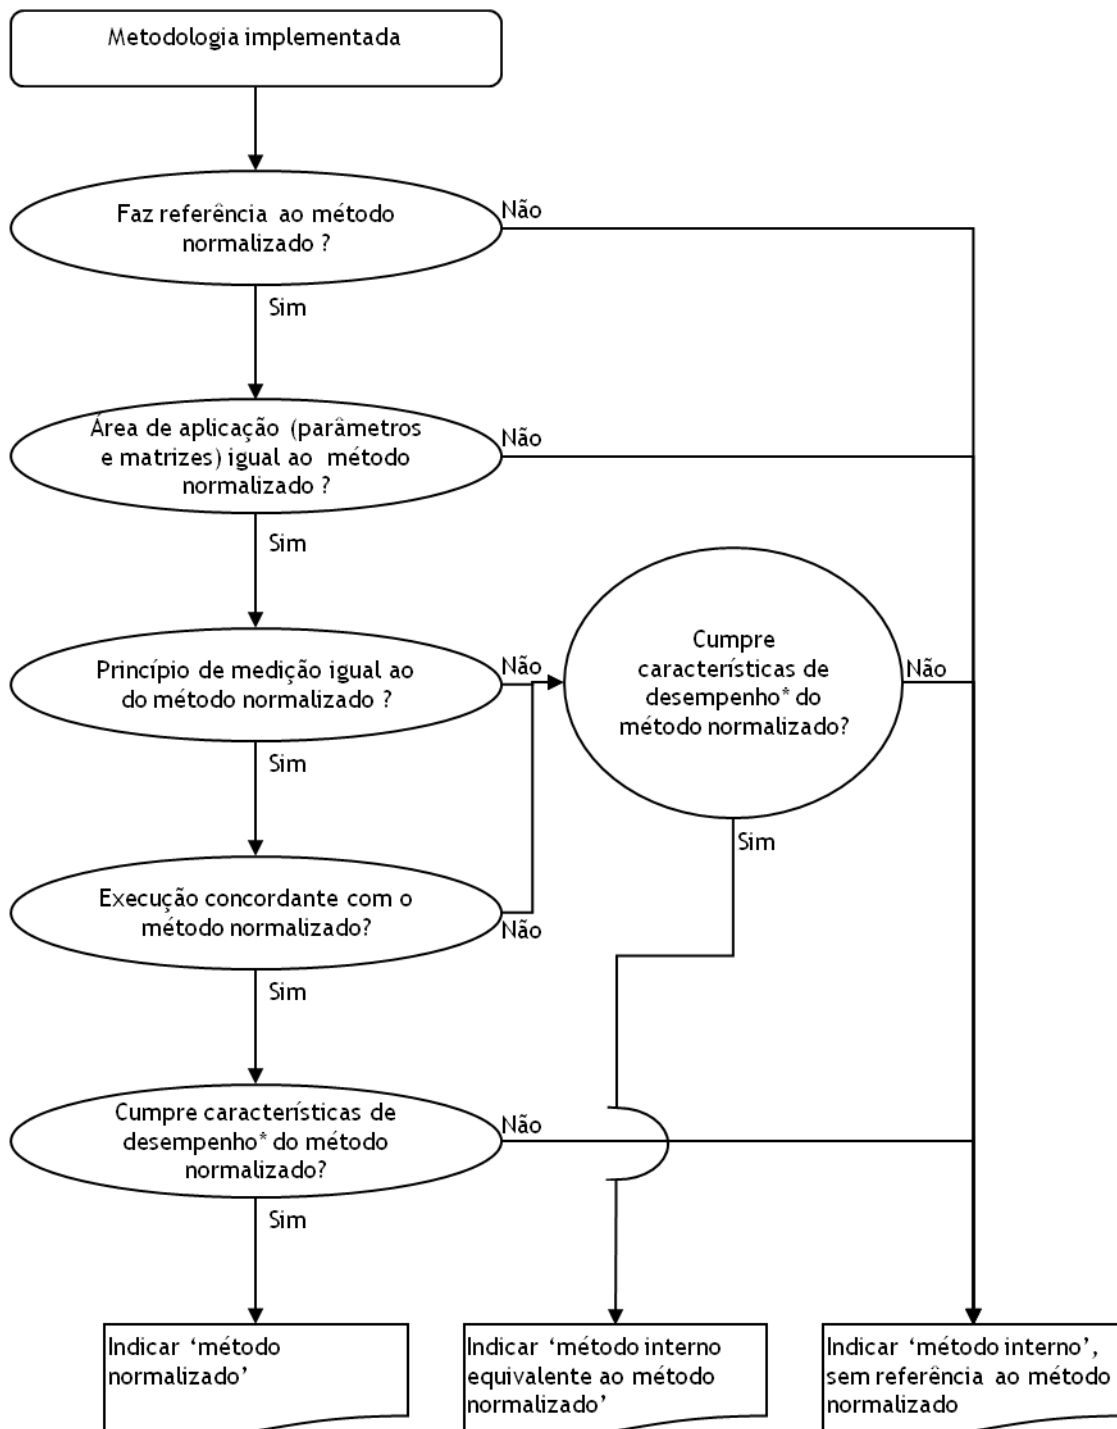 Metodologia implementada
Faz referência ao método
normalizado ?
Não
Sim
Área de aplicação (parâmetros
e matrizes) igual ao método
normalizado ?
Não
Sim
Princípio de medição igual ao
do método normalizado ?
Não
Sim
Cumpre
características de
desempenho* do
método normalizado?
Não
Sim
Execução concordante com o
método normalizado?
Não
Sim
Cumpre características de
desempenho* do método
normalizado?
Não
Sim
Indicar ‘método
normalizado’
Indicar ‘método interno
equivalente ao método
normalizado’
Indicar ‘método interno’,
sem referência ao método
normalizado